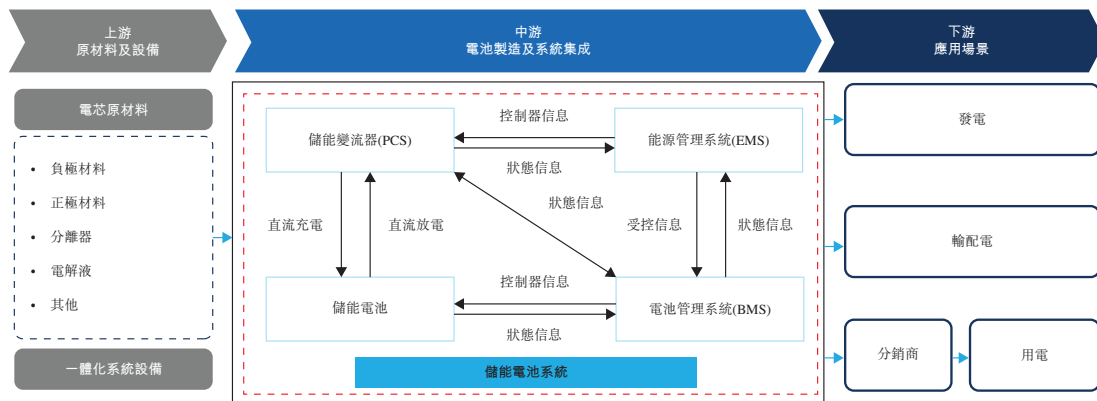 上游
原材料及設備
中游
電池製造及系統集成
下游
應用場景
電芯原材料
• 負極材料
• 正極材料
• 分離器
• 電解液
• 其他
一體化系統設備
儲能變流器(PCS)
控制器信息
狀態信息
能源管理系統(EMS)
直流充電
直流放電
狀態信息
受控信息
狀態信息
儲能電池
控制器信息
狀態信息
電池管理系統(BMS)
儲能電池系統
發電
輸配電
分銷商
用電